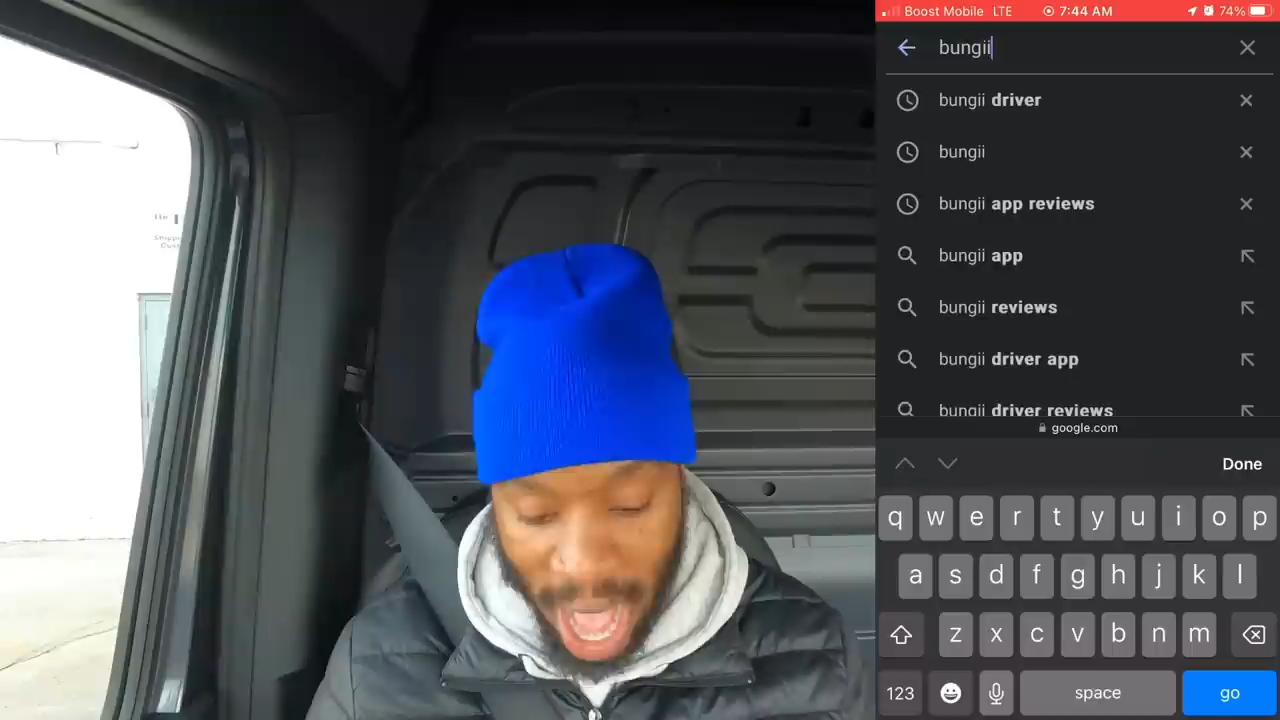 Boost Mobile LTE 7:44 AM 74%
bungii
bungii driver
bungii
bungii app reviews
bungii app
bungii reviews
bungii driver app
bungii driver reviews
google.com
Done
q w e r t y u i o p
a s d f g h j k l
z x c v b n m
123 space go